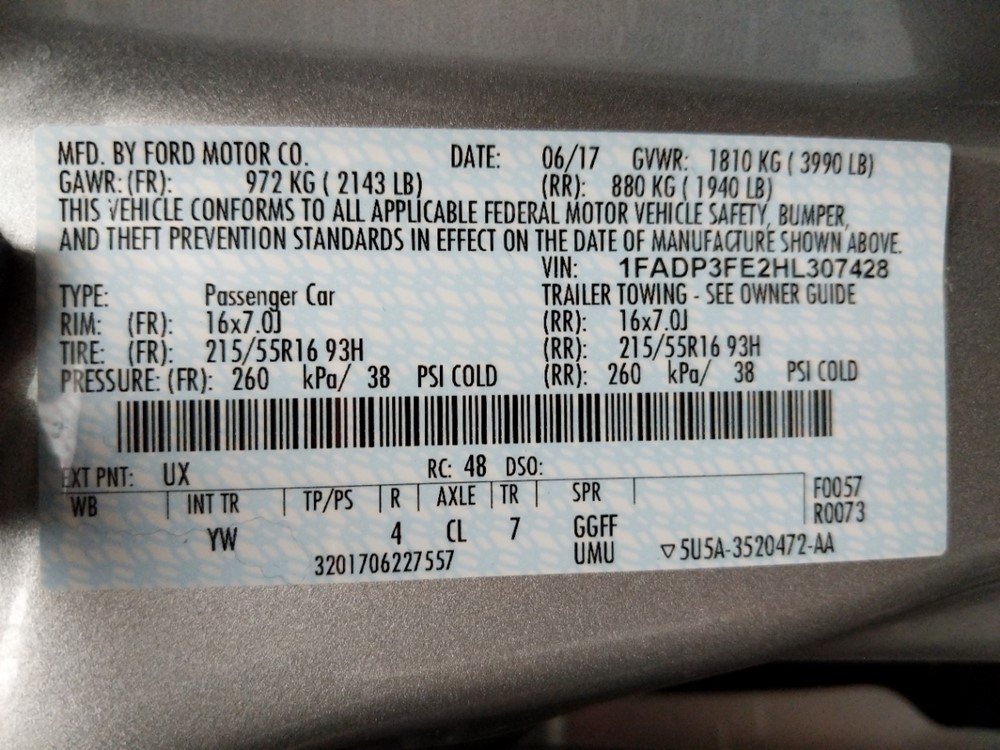 MFD. BY FORD MOTOR CO. DATE: 06/17 GVWR: 1810 KG ( 3990 LB)
GAWR: (FR): 972 KG ( 2143 LB) (RR): 880 KG ( 1940 LB)
THIS VEHICLE CONFORMS TO ALL APPLICABLE FEDERAL MOTOR VEHICLE SAFETY, BUMPER,
AND THEFT PREVENTION STANDARDS IN EFFECT ON THE DATE OF MANUFACTURE SHOWN ABOVE.
VIN: 1FADP3FE2HL307428
TYPE: Passenger Car TRAILER TOWING - SEE OWNER GUIDE
RIM: (FR): 16x7.0J (RR): 16x7.0J
TIRE: (FR): 215/55R16 93H (RR): 215/55R16 93H
PRESSURE: (FR): 260 kPa/ 38 PSI COLD (RR): 260 kPa/ 38 PSI COLD
EXT PNT: UX RC: 48 DSO:
WB INT TR TP/PS R AXLE TR SPR F0057
R0073
YW 4 CL 7 GGFF
3201706227557 UMU ▽5U5A-3520472-AA